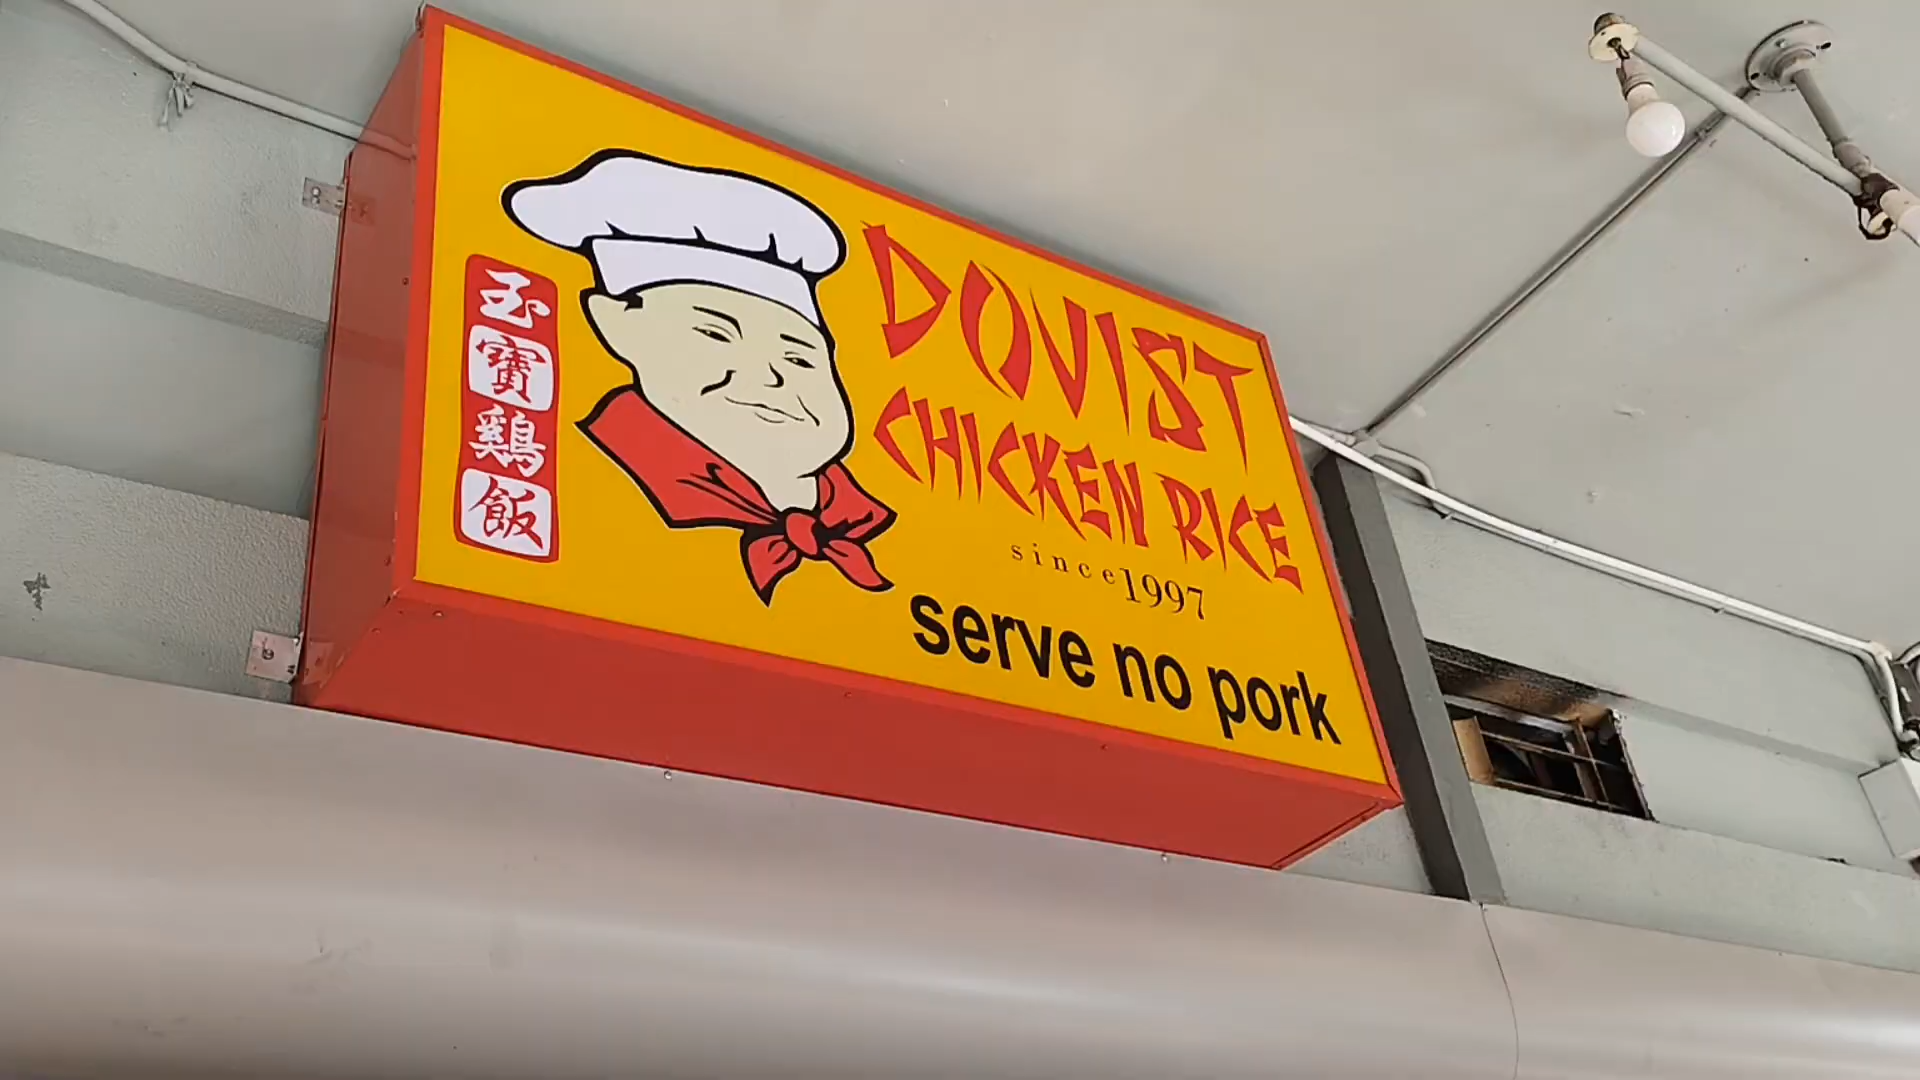 玉寶鷄飯
DOVIST
CHICKEN RICE
since1997
serve no pork